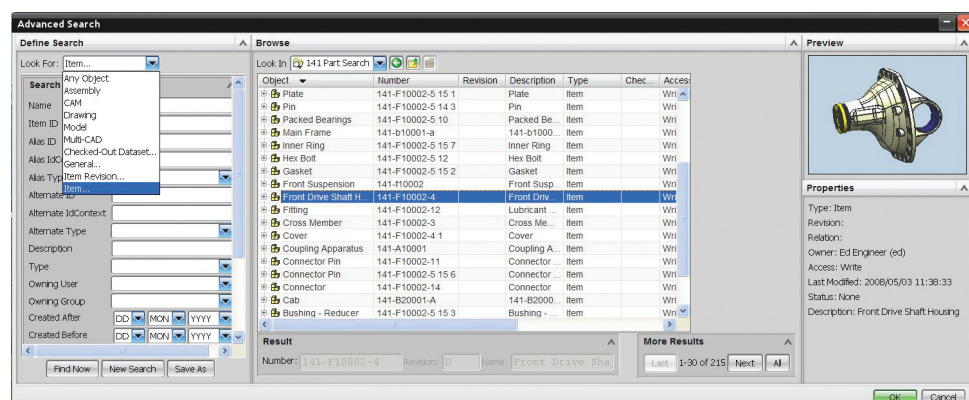 Advanced Search
Define Search
Look For: Item...
Any Object
Assembly
CAM
Drawing
Model
Multi-CAD
Checked-Out Dataset...
General...
Item Revision...
Item...
Search
Name
Item ID
Alias ID
Alias IdCo
Alias Typ
Alternate ID
Alternate IdContext
Alternate Type
Description
Type
Owning User
Owning Group
Created After DD MON YYYY
Created Before DD MON YYYY
Find Now New Search Save As
Browse
Look In 141 Part Search
Object Number Revision Description Type Chec... Access
Plate 141-F10002-5 15 1 Plate Item Wri
Pin 141-F10002-5 14 3 Pin Item Wri
Packed Bearings 141-F10002-5 10 Packed Be... Item Wri
Main Frame 141-b10001-a 141-b1000... Item Wri
Inner Ring 141-F10002-5 15 7 Inner Ring Item Wri
Hex Bolt 141-F10002-5 12 Hex Bolt Item Wri
Gasket 141-F10002-5 15 2 Gasket Item Wri
Front Suspension 141-f10002 Front Susp... Item Wri
Front Drive Shaft H... 141-F10002-4 Front Driv... Item Wri
Fitting 141-F10002-12 Lubricant ... Item Wri
Cross Member 141-F10002-3 Cross Me... Item Wri
Cover 141-F10002-4 1 Cover Item Wri
Coupling Apparatus 141-A10001 Coupling A... Item Wri
Connector Pin 141-F10002-11 Connector ... Item Wri
Connector Pin 141-F10002-5 15 6 Connector ... Item Wri
Connector 141-F10002-14 Connector Item Wri
Cab 141-B20001-A 141-B2000... Item Wri
Bushing - Reducer 141-F10002-5 15 3 Bushing - ... Item Wri
Result
Number: 141-F10002-4 Revision: D Name: Front Drive Sha
More Results
Last 1-30 of 215 Next All
Preview
Properties
Type: Item
Revision:
Relation:
Owner: Ed Engineer (ed)
Access: Write
Last Modified: 2008/05/03 11:38:33
Status: None
Description: Front Drive Shaft Housing
OK Cancel